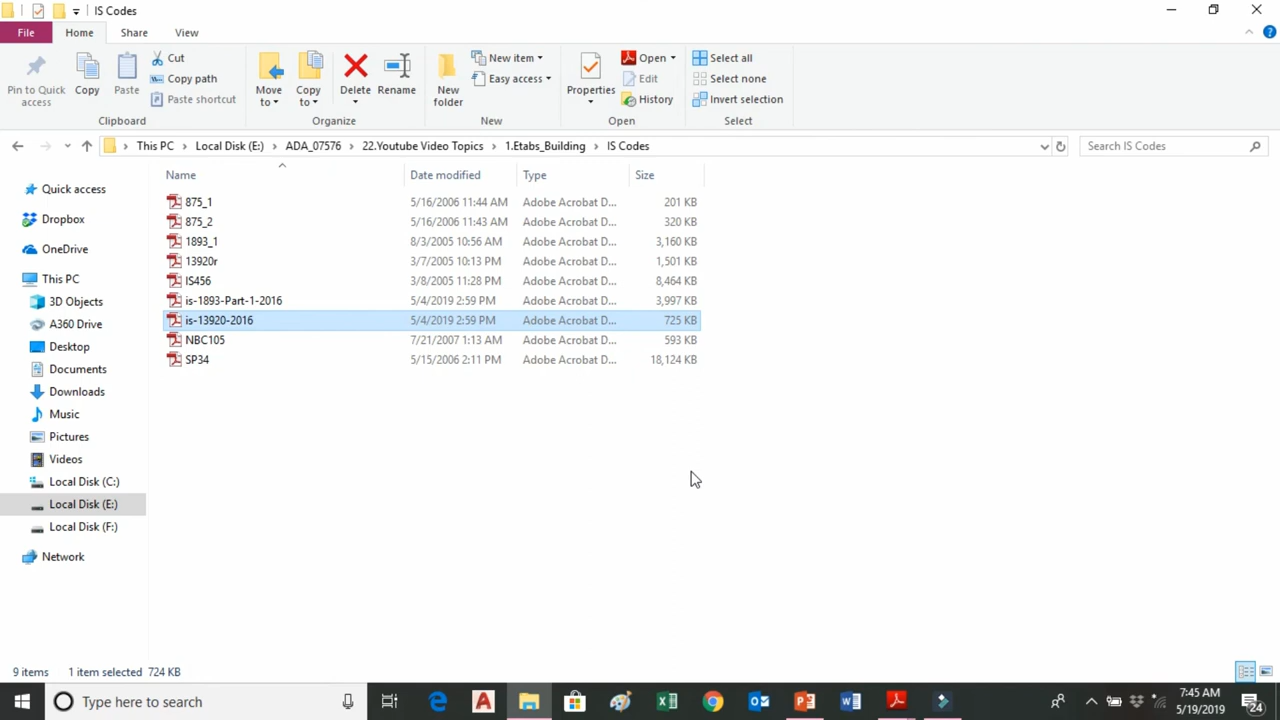 IS Codes
File Home Share View
Pin to Quick access
Copy
Paste
Cut
Copy path
Paste shortcut
Clipboard
Move to
Copy to
Delete
Rename
Organize
New folder
New item
Easy access
New
Properties
Open
Edit
History
Open
Select all
Select none
Invert selection
Select
This PC > Local Disk (E:) > ADA_07576 > 22.Youtube Video Topics > 1.Etabs_Building > IS Codes
Search IS Codes
Quick access
Dropbox
OneDrive
This PC
3D Objects
A360 Drive
Desktop
Documents
Downloads
Music
Pictures
Videos
Local Disk (C:)
Local Disk (E:)
Local Disk (F:)
Network
Name Date modified Type Size
875_1 5/16/2006 11:44 AM Adobe Acrobat D... 201 KB
875_2 5/16/2006 11:43 AM Adobe Acrobat D... 320 KB
1893_1 8/3/2005 10:56 AM Adobe Acrobat D... 3,160 KB
13920r 3/7/2005 10:13 PM Adobe Acrobat D... 1,501 KB
IS456 3/8/2005 11:28 PM Adobe Acrobat D... 8,464 KB
is-1893-Part-1-2016 5/4/2019 2:59 PM Adobe Acrobat D... 3,997 KB
is-13920-2016 5/4/2019 2:59 PM Adobe Acrobat D... 725 KB
NBC105 7/21/2007 1:13 AM Adobe Acrobat D... 593 KB
SP34 5/15/2006 2:11 PM Adobe Acrobat D... 18,124 KB
9 items 1 item selected 724 KB
Type here to search
7:45 AM
5/19/2019
24